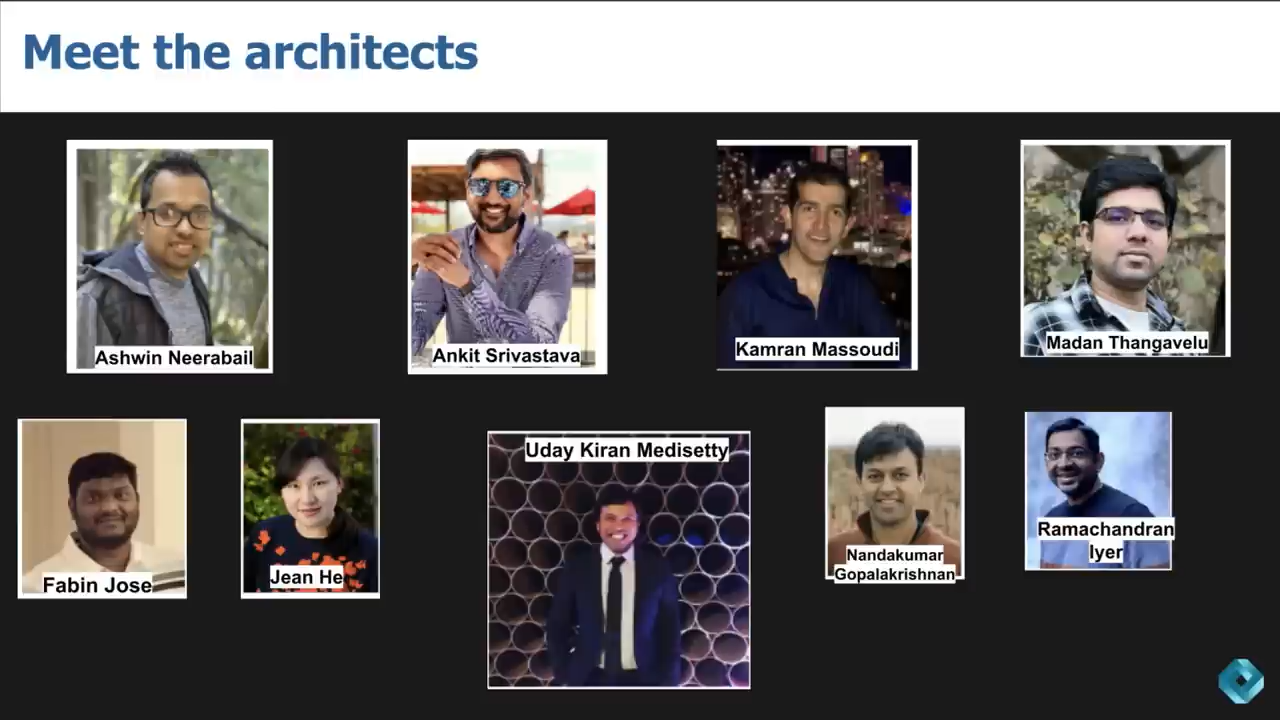 Meet the architects
Ashwin Neerabail
Ankit Srivastava
Kamran Massoudi
Madan Thangavelu
Fabin Jose
Jean He
Uday Kiran Medisetty
Nandakumar
Gopalakrishnan
Ramachandran
Iyer